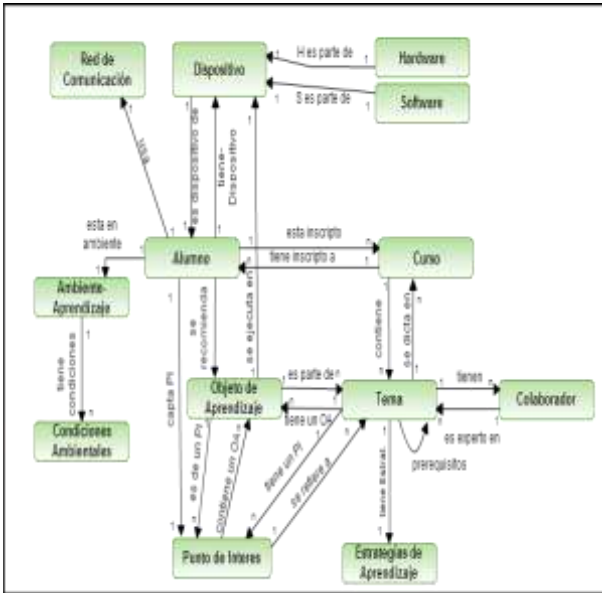 Red de
Comunicación
Dispositivo
Hardware
H es parte de
Software
S es parte de
usa
es dispositivo de
tiene-
Dispositivo
esta en
ambiente
Alumno
esta inscripto
tiene inscripto a
Curso
Ambiente-
Aprendizaje
tiene
condiciones
Condiciones
Ambientales
capta PI
se
recomienda
se ejecuta en
contiene
se dicta en
Objeto de
Aprendizaje
es parte de
tiene un OA
Tema
tienen
es experto en
Colaborador
prerequisitos
es de un PI
contiene un OA
tiene un PI
se refiere a
tiene Estrat.
Punto de Interes
Estrategias de
Aprendizaje